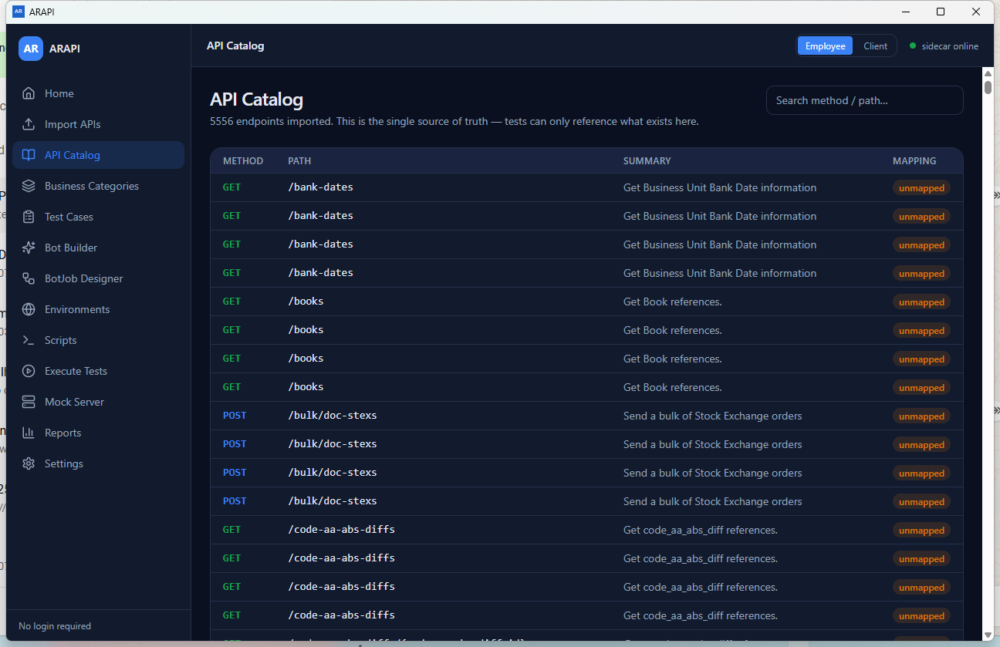 AR ARAPI
AR ARAPI
API Catalog
Employee Client sidecar online
Home
Import APIs
API Catalog
Business Categories
Test Cases
Bot Builder
BotJob Designer
Environments
Scripts
Execute Tests
Mock Server
Reports
Settings
No login required
API Catalog
Search method / path...
5556 endpoints imported. This is the single source of truth — tests can only reference what exists here.
METHOD PATH SUMMARY MAPPING
GET /bank-dates Get Business Unit Bank Date information unmapped
GET /bank-dates Get Business Unit Bank Date information unmapped
GET /bank-dates Get Business Unit Bank Date information unmapped
GET /bank-dates Get Business Unit Bank Date information unmapped
GET /books Get Book references. unmapped
GET /books Get Book references. unmapped
GET /books Get Book references. unmapped
GET /books Get Book references. unmapped
POST /bulk/doc-stexs Send a bulk of Stock Exchange orders unmapped
POST /bulk/doc-stexs Send a bulk of Stock Exchange orders unmapped
POST /bulk/doc-stexs Send a bulk of Stock Exchange orders unmapped
POST /bulk/doc-stexs Send a bulk of Stock Exchange orders unmapped
GET /code-aa-abs-diffs Get code_aa_abs_diff references. unmapped
GET /code-aa-abs-diffs Get code_aa_abs_diff references. unmapped
GET /code-aa-abs-diffs Get code_aa_abs_diff references. unmapped
GET /code-aa-abs-diffs Get code_aa_abs_diff references. unmapped